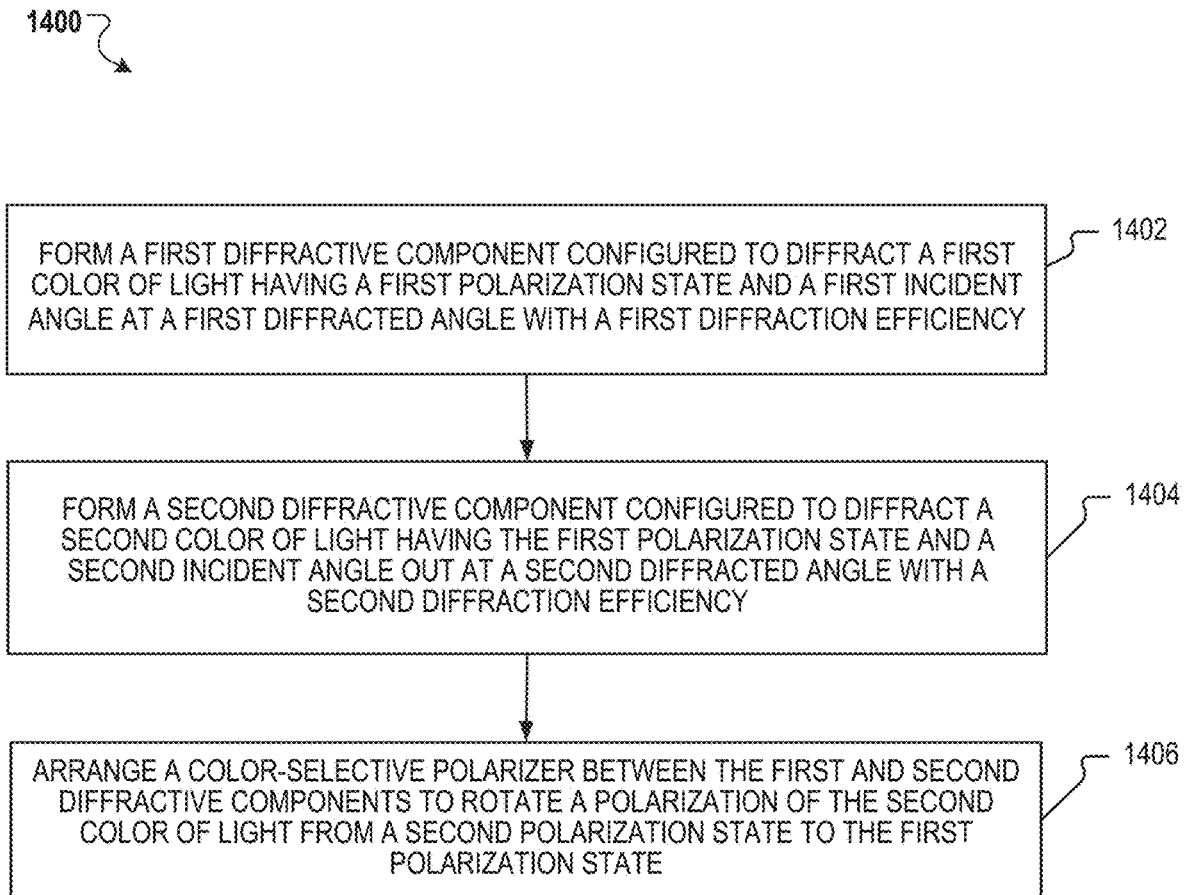 1400
FORM A FIRST DIFFRACTIVE COMPONENT CONFIGURED TO DIFFRACT A FIRST
COLOR OF LIGHT HAVING A FIRST POLARIZATION STATE AND A FIRST INCIDENT
ANGLE AT A FIRST DIFFRACTED ANGLE WITH A FIRST DIFFRACTION EFFICIENCY
1402
FORM A SECOND DIFFRACTIVE COMPONENT CONFIGURED TO DIFFRACT A
SECOND COLOR OF LIGHT HAVING THE FIRST POLARIZATION STATE AND A
SECOND INCIDENT ANGLE OUT AT A SECOND DIFFRACTED ANGLE WITH A
SECOND DIFFRACTION EFFICIENCY
1404
ARRANGE A COLOR-SELECTIVE POLARIZER BETWEEN THE FIRST AND SECOND
DIFFRACTIVE COMPONENTS TO ROTATE A POLARIZATION OF THE SECOND
COLOR OF LIGHT FROM A SECOND POLARIZATION STATE TO THE FIRST
POLARIZATION STATE
1406